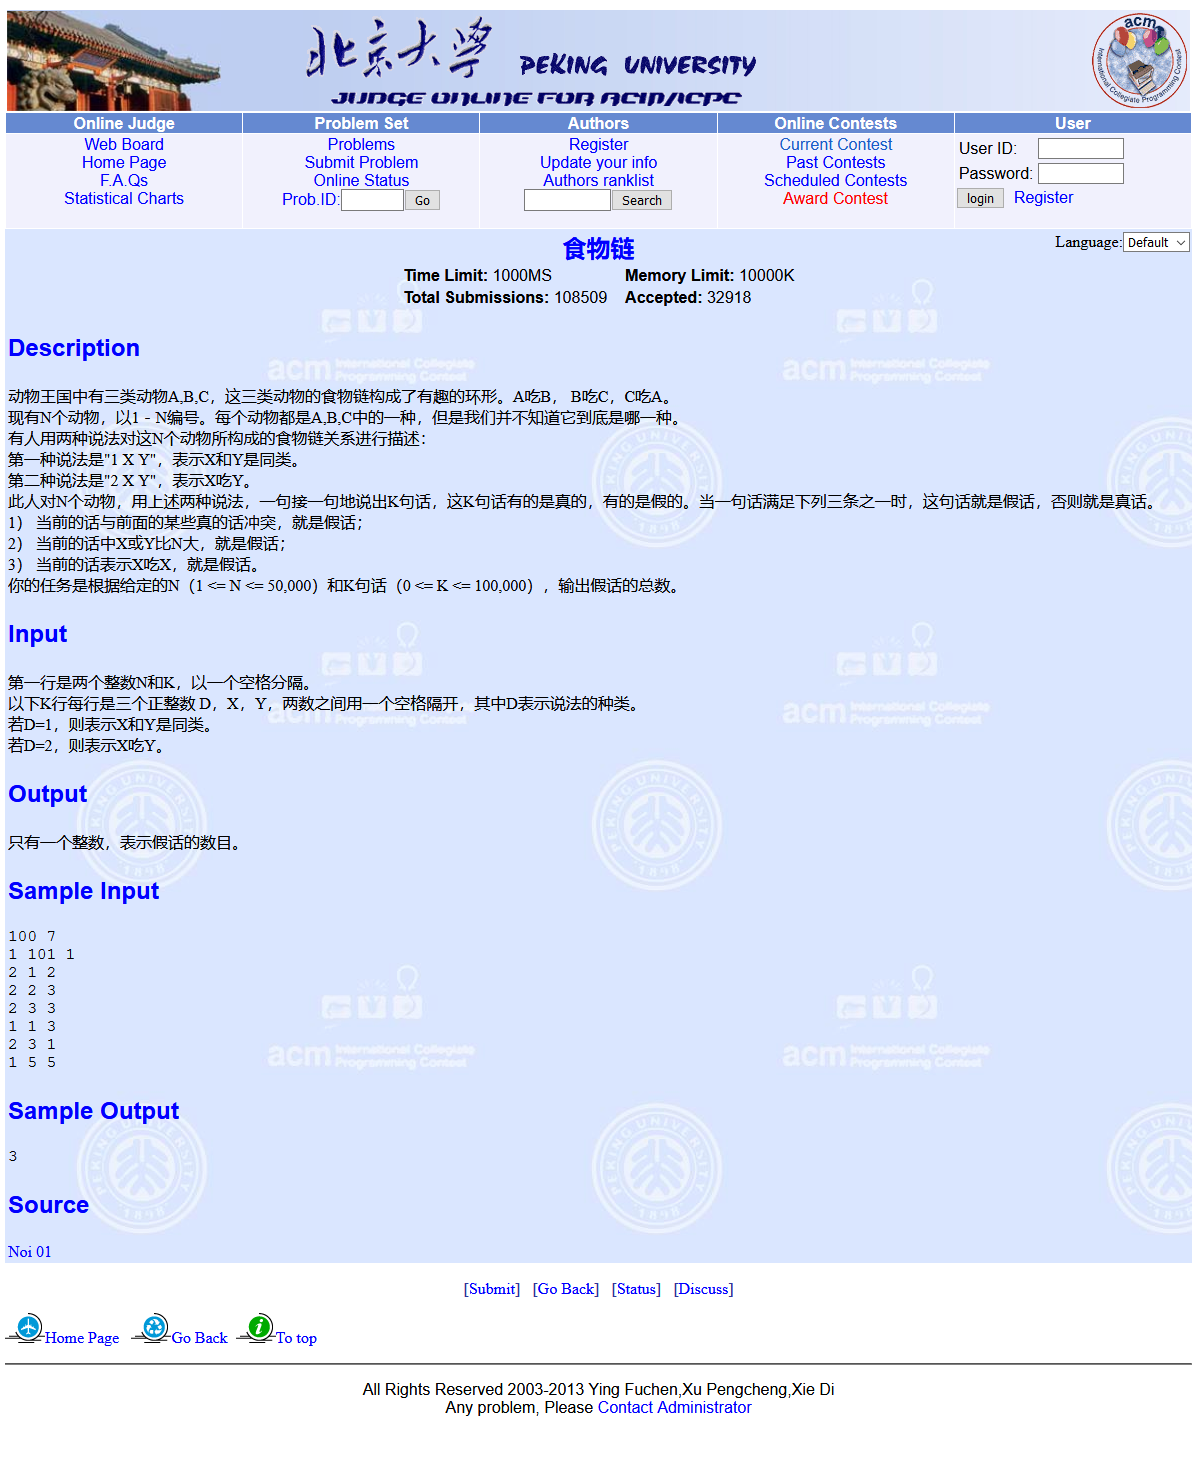 北京大學 PEKING UNIVERSITY
JUDGE ONLINE FOR ACM/ACPC
acm
International Collegiate Programming Contest
Online Judge Problem Set Authors Online Contests User
Web Board Problems Register Current Contest User ID:
Home Page Submit Problem Update your info Past Contests Password:
F.A.Qs Online Status Authors ranklist Scheduled Contests login Register
Statistical Charts Prob.ID: Go Search Award Contest
食物链
Language: Default
Time Limit: 1000MS Memory Limit: 10000K
Total Submissions: 108509 Accepted: 32918
Description
动物王国中有三类动物A,B,C，这三类动物的食物链构成了有趣的环形。A吃B， B吃C，C吃A。
现有N个动物，以1－N编号。每个动物都是A,B,C中的一种，但是我们并不知道它到底是哪一种。
有人用两种说法对这N个动物所构成的食物链关系进行描述：
第一种说法是"1 X Y"，表示X和Y是同类。
第二种说法是"2 X Y"，表示X吃Y。
此人对N个动物，用上述两种说法，一句接一句地说出K句话，这K句话有的是真的，有的是假的。当一句话满足下列三条之一时，这句话就是假话，否则就是真话。
1） 当前的话与前面的某些真的话冲突，就是假话；
2） 当前的话中X或Y比N大，就是假话；
3） 当前的话表示X吃X，就是假话。
你的任务是根据给定的N（1 <= N <= 50,000）和K句话（0 <= K <= 100,000），输出假话的总数。
Input
第一行是两个整数N和K，以一个空格分隔。
以下K行每行是三个正整数 D，X，Y，两数之间用一个空格隔开，其中D表示说法的种类。
若D=1，则表示X和Y是同类。
若D=2，则表示X吃Y。
Output
只有一个整数，表示假话的数目。
Sample Input
100 7
1 101 1
2 1 2
2 2 3
2 3 3
1 1 3
2 3 1
1 5 5
Sample Output
3
Source
Noi 01
[Submit] [Go Back] [Status] [Discuss]
Home Page Go Back To top
All Rights Reserved 2003-2013 Ying Fuchen,Xu Pengcheng,Xie Di
Any problem, Please Contact Administrator